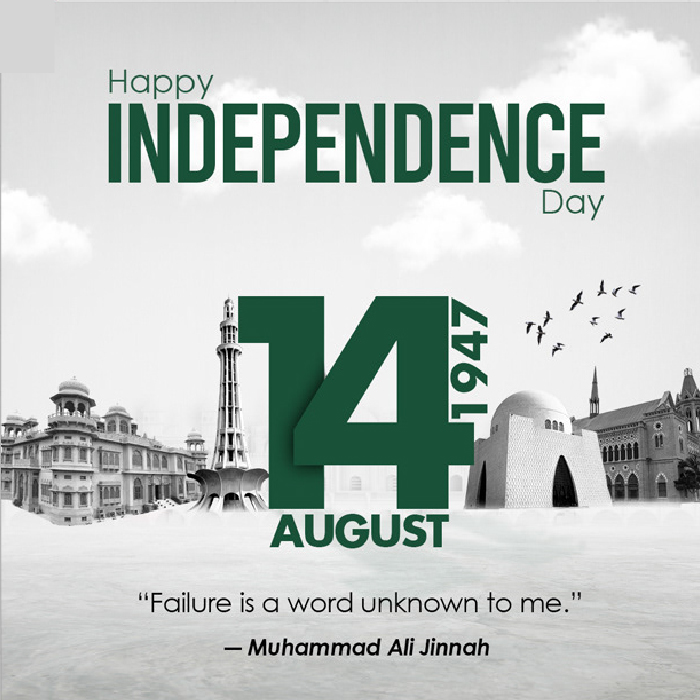 Happy
INDEPENDENCE
Day
14
1947
AUGUST
“Failure is a word unknown to me.”
— Muhammad Ali Jinnah